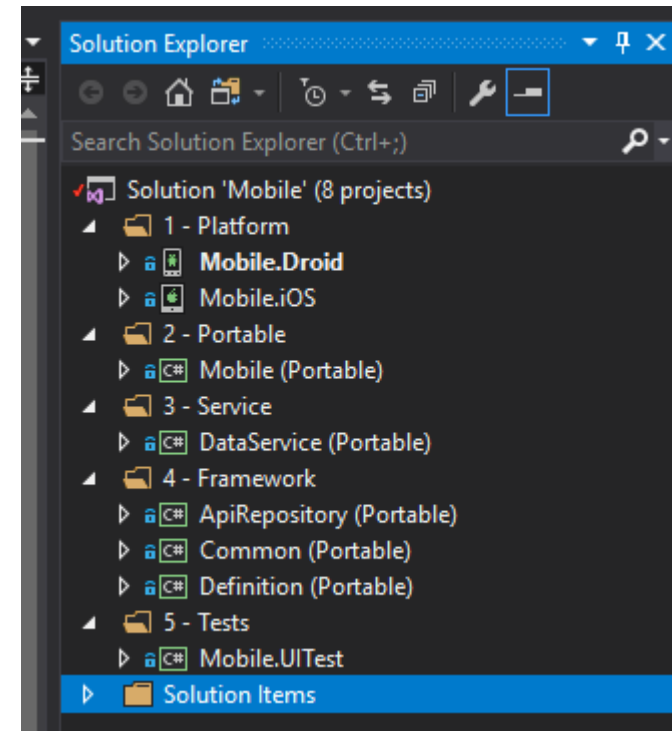 Solution Explorer
Search Solution Explorer (Ctrl+;)
Solution 'Mobile' (8 projects)
1 - Platform
Mobile.Droid
Mobile.iOS
2 - Portable
C# Mobile (Portable)
3 - Service
C# DataService (Portable)
4 - Framework
C# ApiRepository (Portable)
C# Common (Portable)
C# Definition (Portable)
5 - Tests
C# Mobile.UITest
Solution Items